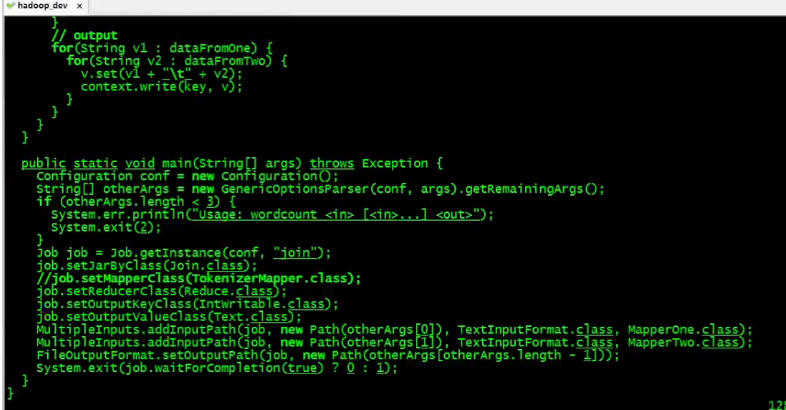 hadoop_dev ×
}
// output
for(String v1 : dataFromOne) {
for(String v2 : dataFromTwo) {
v.set(v1 + "\t" + v2);
context.write(key, v);
}
}
}
}
public static void main(String[] args) throws Exception {
Configuration conf = new Configuration();
String[] otherArgs = new GenericOptionsParser(conf, args).getRemainingArgs();
if (otherArgs.length < 3) {
System.err.println("Usage: wordcount <in> [<in>...] <out>");
System.exit(2);
}
Job job = Job.getInstance(conf, "join");
job.setJarByClass(Join.class);
//job.setMapperClass(TokenizerMapper.class);
job.setReducerClass(Reduce.class);
job.setOutputKeyClass(IntWritable.class);
job.setOutputValueClass(Text.class);
MultipleInputs.addInputPath(job, new Path(otherArgs[0]), TextInputFormat.class, MapperOne.class);
MultipleInputs.addInputPath(job, new Path(otherArgs[1]), TextInputFormat.class, MapperTwo.class);
FileOutputFormat.setOutputPath(job, new Path(otherArgs[otherArgs.length - 1]));
System.exit(job.waitForCompletion(true) ? 0 : 1);
}
}